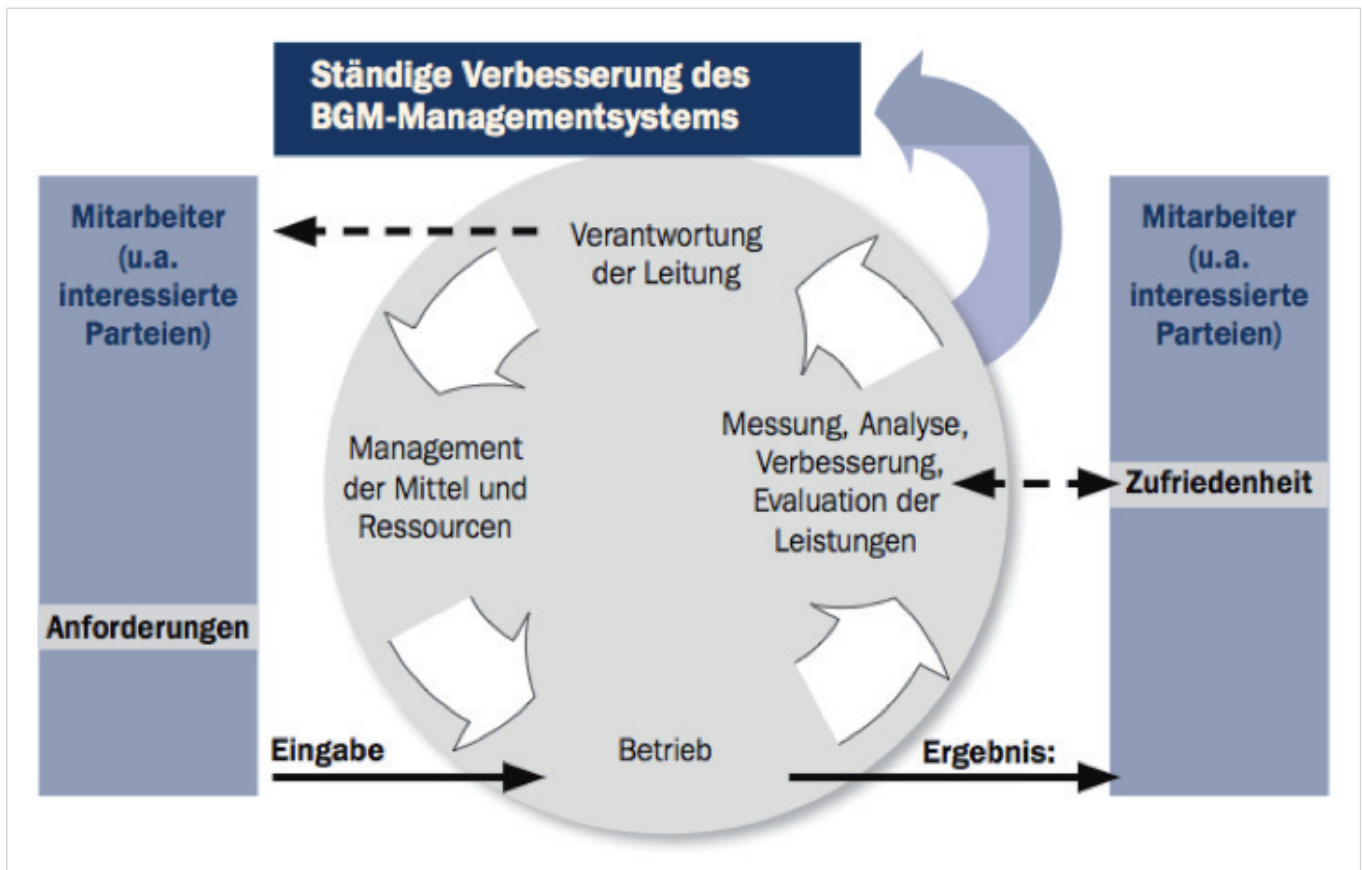 Ständige Verbesserung des
BGM-Managementsystems
Mitarbeiter
(u.a.
interessierte
Parteien)
Anforderungen
Verantwortung
der Leitung
Management
der Mittel und
Ressourcen
Messung, Analyse,
Verbesserung,
Evaluation der
Leistungen
Eingabe
Betrieb
Ergebnis:
Mitarbeiter
(u.a.
interessierte
Parteien)
Zufriedenheit